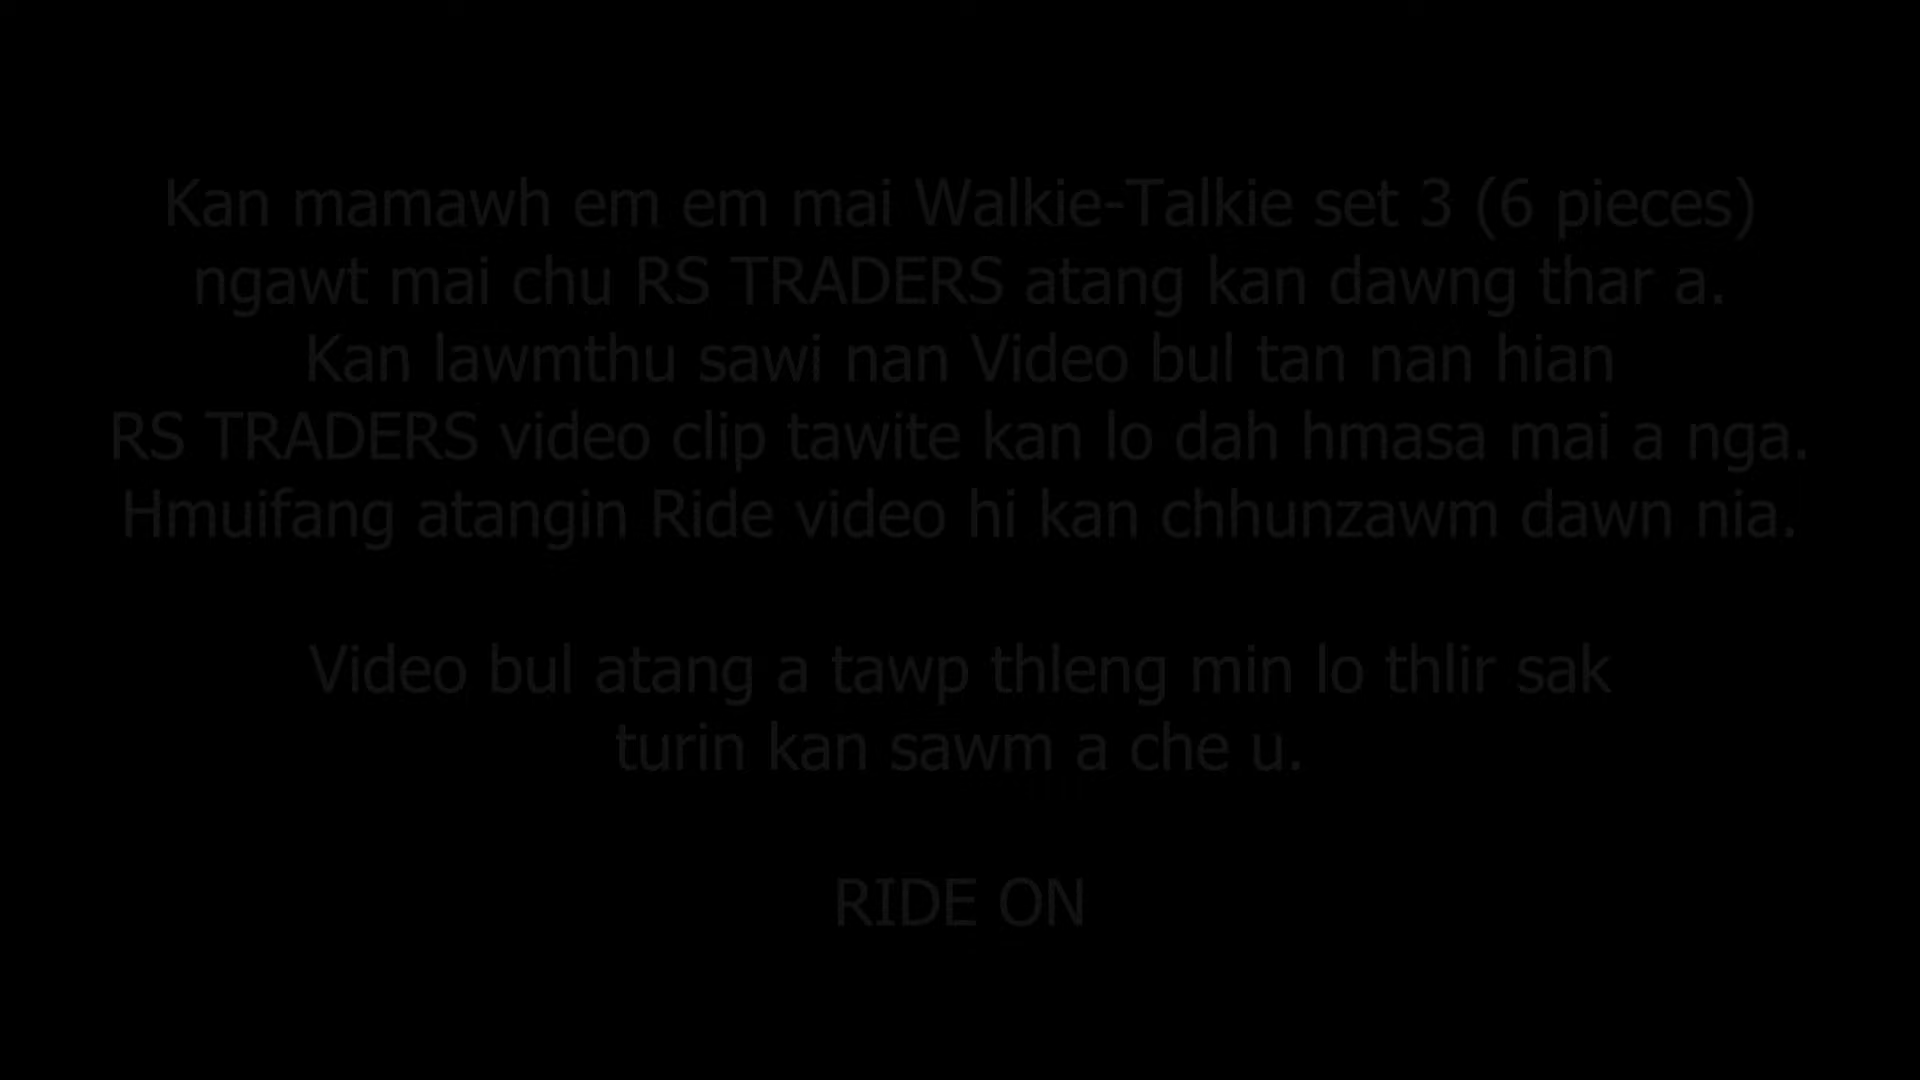 Kan mamawh em em mai Walkie-Talkie set 3 (6 pieces)
ngawt mai chu RS TRADERS atang kan dawng thar a.
Kan lawmthu sawi nan Video bul tan nan hian
RS TRADERS video clip tawite kan lo dah hmasa mai a nga.
Hmuifang atangin Ride video hi kan chhunzawm dawn nia.
Video bul atang a tawp thleng min lo thlir sak
turin kan sawm a che u.
RIDE ON